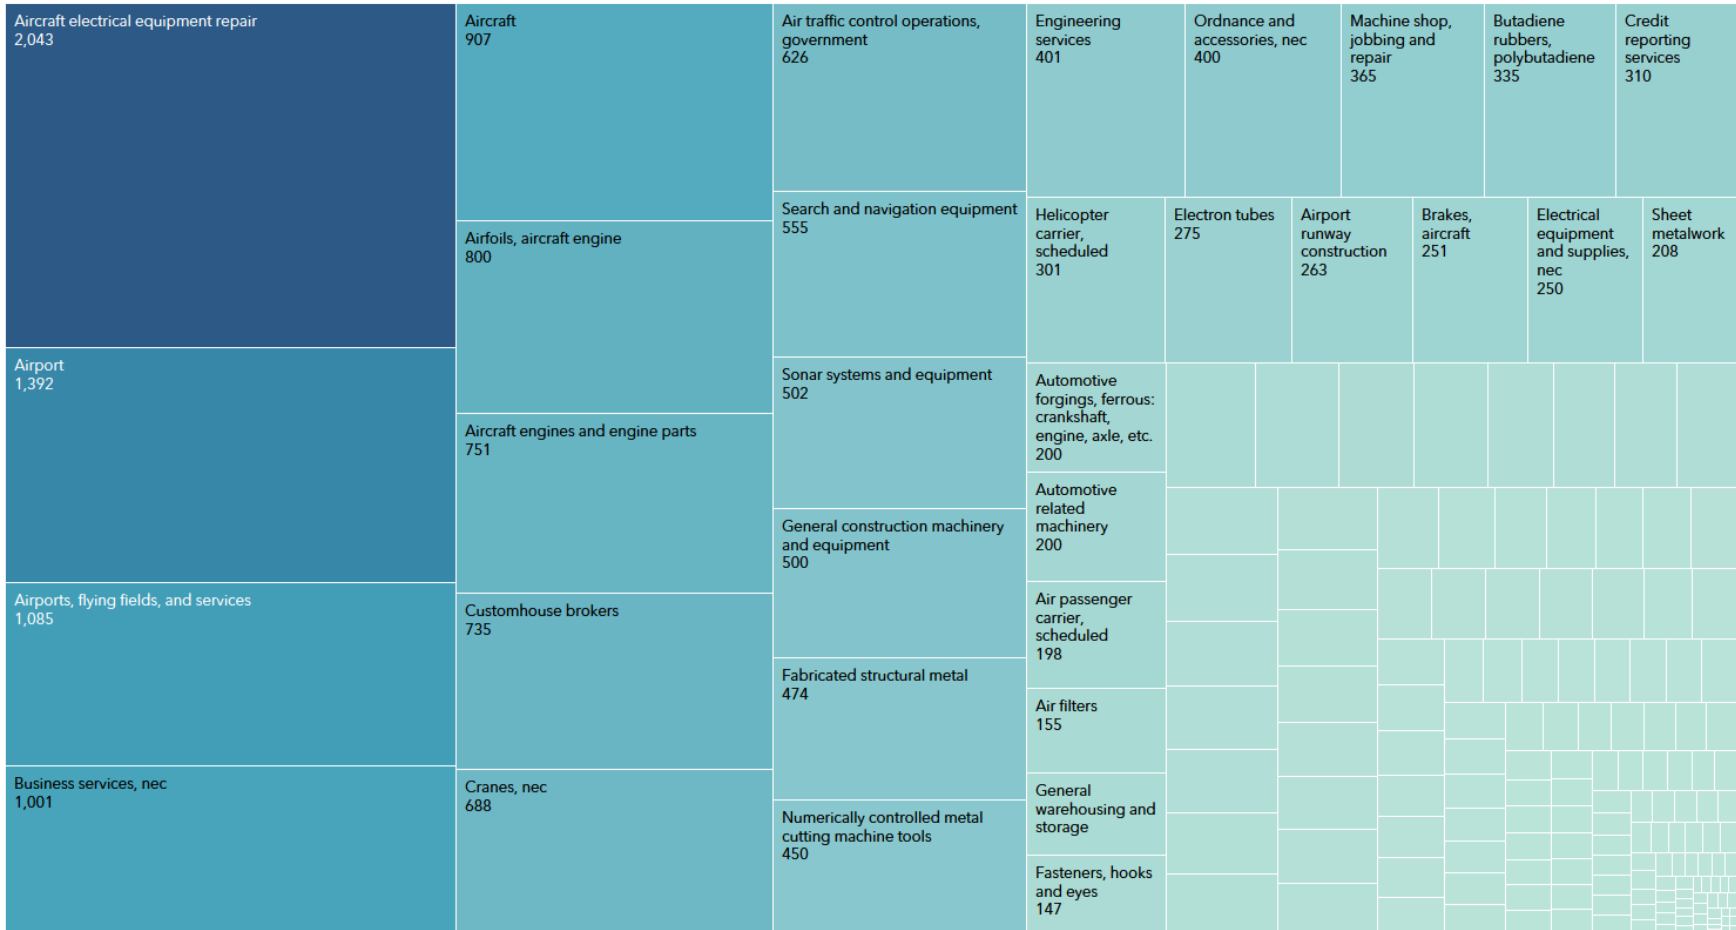 Aircraft electrical equipment repair
2,043
Airport
1,392
Airports, flying fields, and services
1,085
Business services, nec
1,001
Aircraft
907
Airfoils, aircraft engine
800
Aircraft engines and engine parts
751
Customhouse brokers
735
Cranes, nec
688
Air traffic control operations,
government
626
Search and navigation equipment
555
Sonar systems and equipment
502
General construction machinery
and equipment
500
Fabricated structural metal
474
Numerically controlled metal
cutting machine tools
450
Engineering
services
401
Ordnance and
accessories, nec
400
Machine shop,
jobbing and
repair
365
Butadiene
rubbers,
polybutadiene
335
Credit
reporting
services
310
Helicopter
carrier,
scheduled
301
Electron tubes
275
Airport
runway
construction
263
Brakes,
aircraft
251
Electrical
equipment
and supplies,
nec
250
Sheet
metalwork
208
Automotive
forgings, ferrous:
crankshaft,
engine, axle, etc.
200
Automotive
related
machinery
200
Air passenger
carrier,
scheduled
198
Air filters
155
General
warehousing and
storage
Fasteners, hooks
and eyes
147